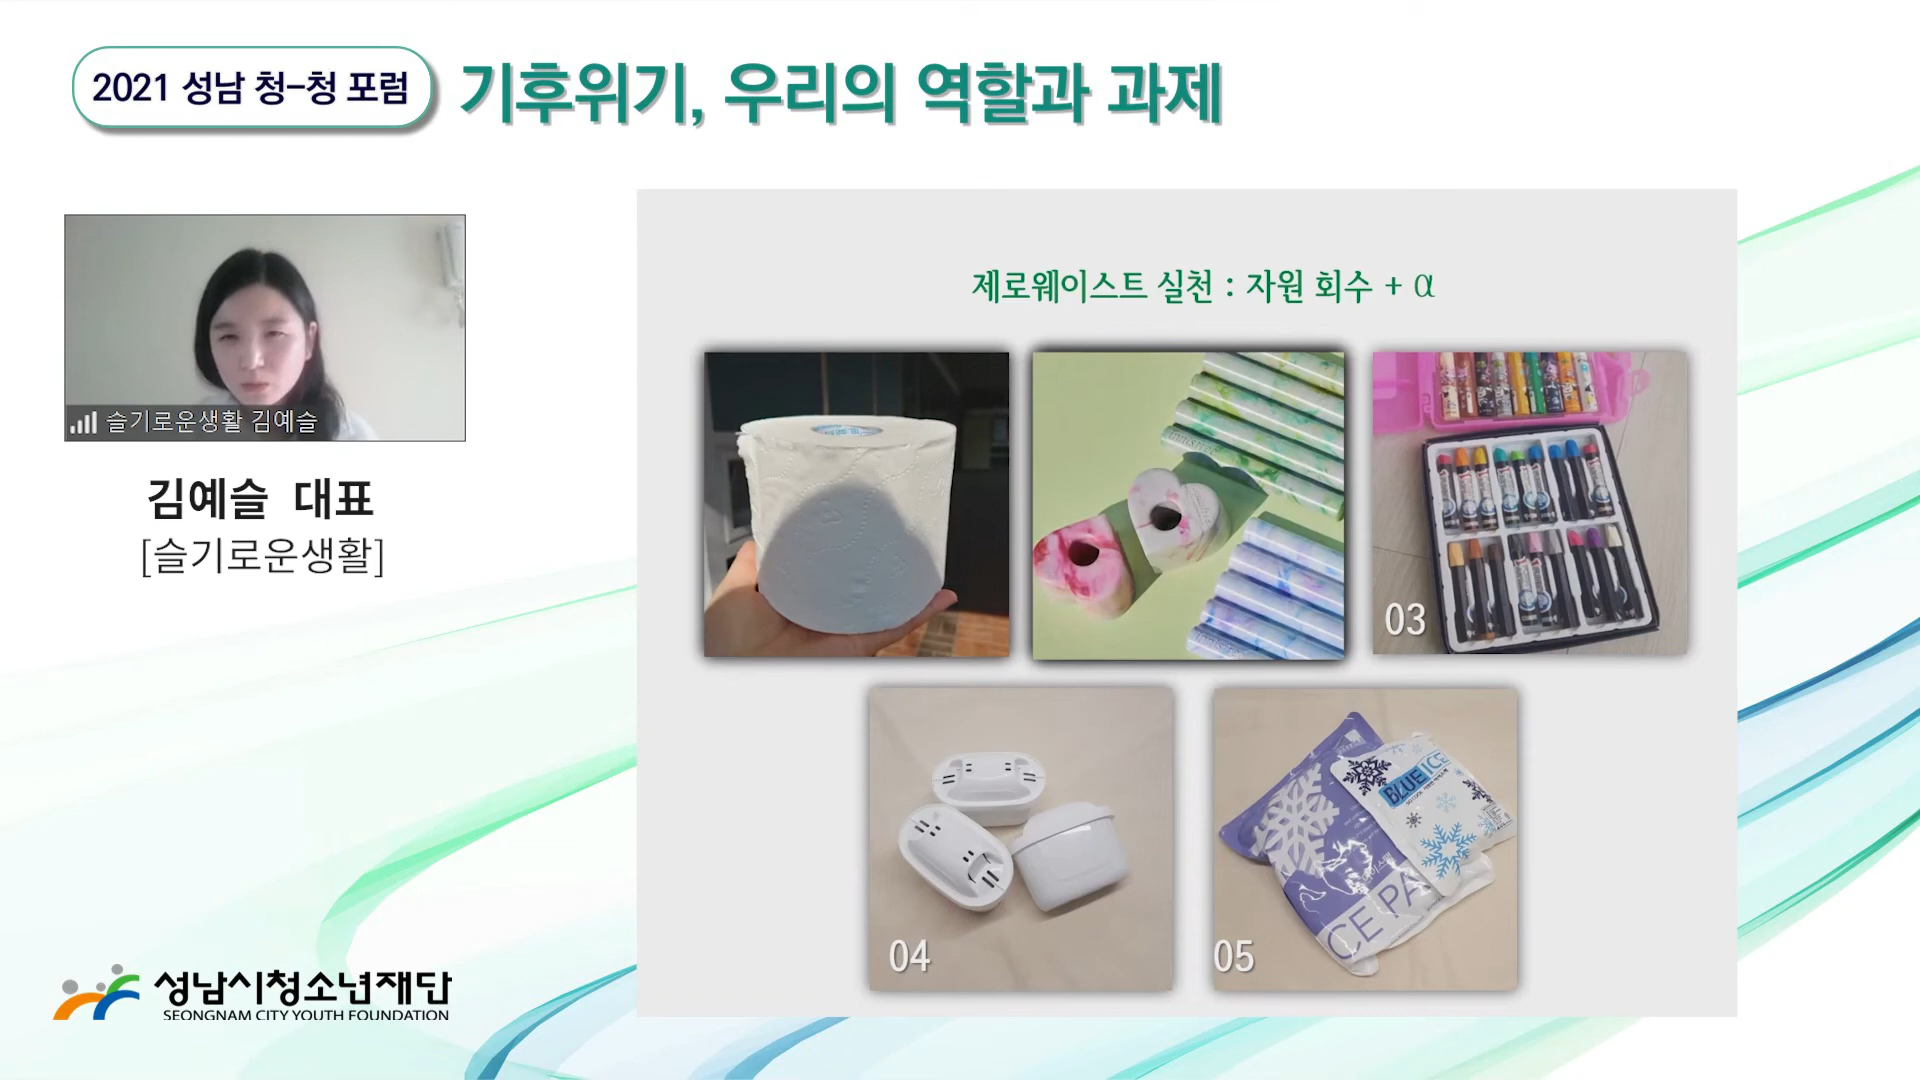 2021 성남 청-청 포럼
기후위기, 우리의 역할과 과제
슬기로운생활 김예슬
김예슬 대표
[슬기로운생활]
제로웨이스트 실천 : 자원 회수 + α
03
04
05
BLUE ICE
ICE PA
성남시청소년재단
SEONGNAM CITY YOUTH FOUNDATION